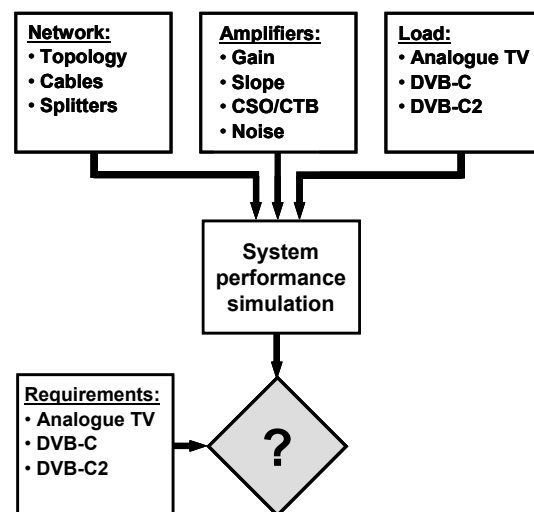 Network:
• Topology
• Cables
• Splitters
Amplifiers:
• Gain
• Slope
• CSO/CTB
• Noise
Load:
• Analogue TV
• DVB-C
• DVB-C2
System
performance
simulation
Requirements:
• Analogue TV
• DVB-C
• DVB-C2
?